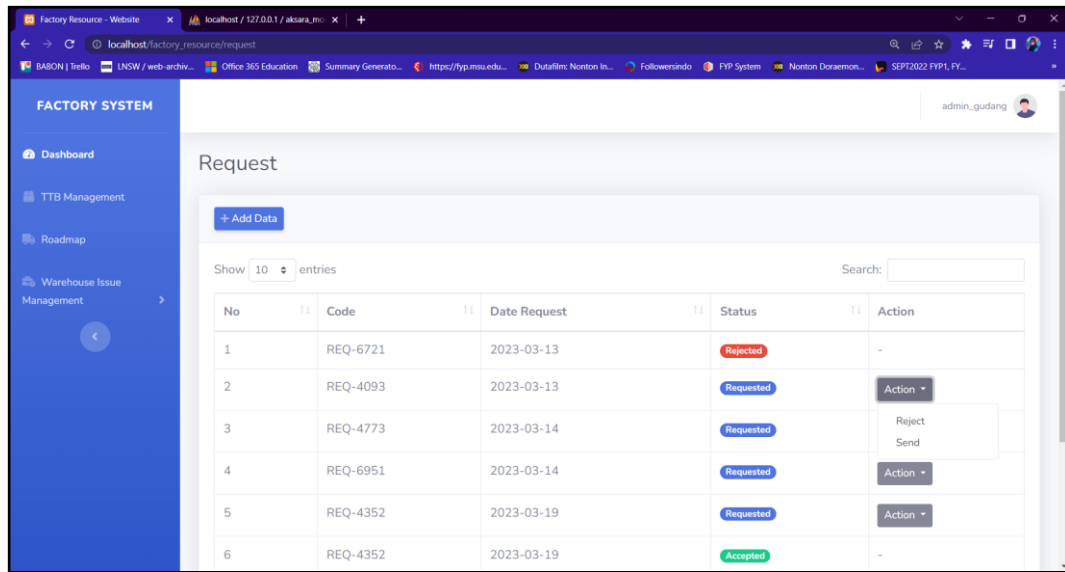 Factory Resource - Website
localhost / 127.0.0.1 / aksara_mo
localhost/factory_resource/request
BABON | Trello
LNSW / web-archiv...
Office 365 Education
Summary Generato...
https://fyp.msu.edu...
Dutafilm: Nonton In...
Followersindo
FYP System
Nonton Doraemon...
SEPT2022 FYP1, FY...
FACTORY SYSTEM
admin_gudang
Dashboard
TTB Management
Roadmap
Warehouse Issue
Management
Request
+ Add Data
Show 10 entries
Search:
No Code Date Request Status Action
1 REQ-6721 2023-03-13 Rejected -
2 REQ-4093 2023-03-13 Requested Action
Reject
3 REQ-4773 2023-03-14 Requested
Send
4 REQ-6951 2023-03-14 Requested Action
5 REQ-4352 2023-03-19 Requested Action
6 REQ-4352 2023-03-19 Accepted -